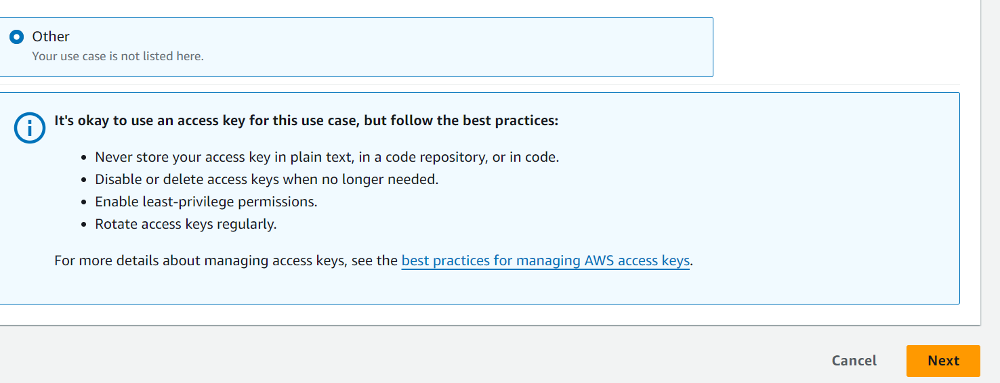 Other
Your use case is not listed here.
It's okay to use an access key for this use case, but follow the best practices:
• Never store your access key in plain text, in a code repository, or in code.
• Disable or delete access keys when no longer needed.
• Enable least-privilege permissions.
• Rotate access keys regularly.
For more details about managing access keys, see the best practices for managing AWS access keys.
Cancel
Next